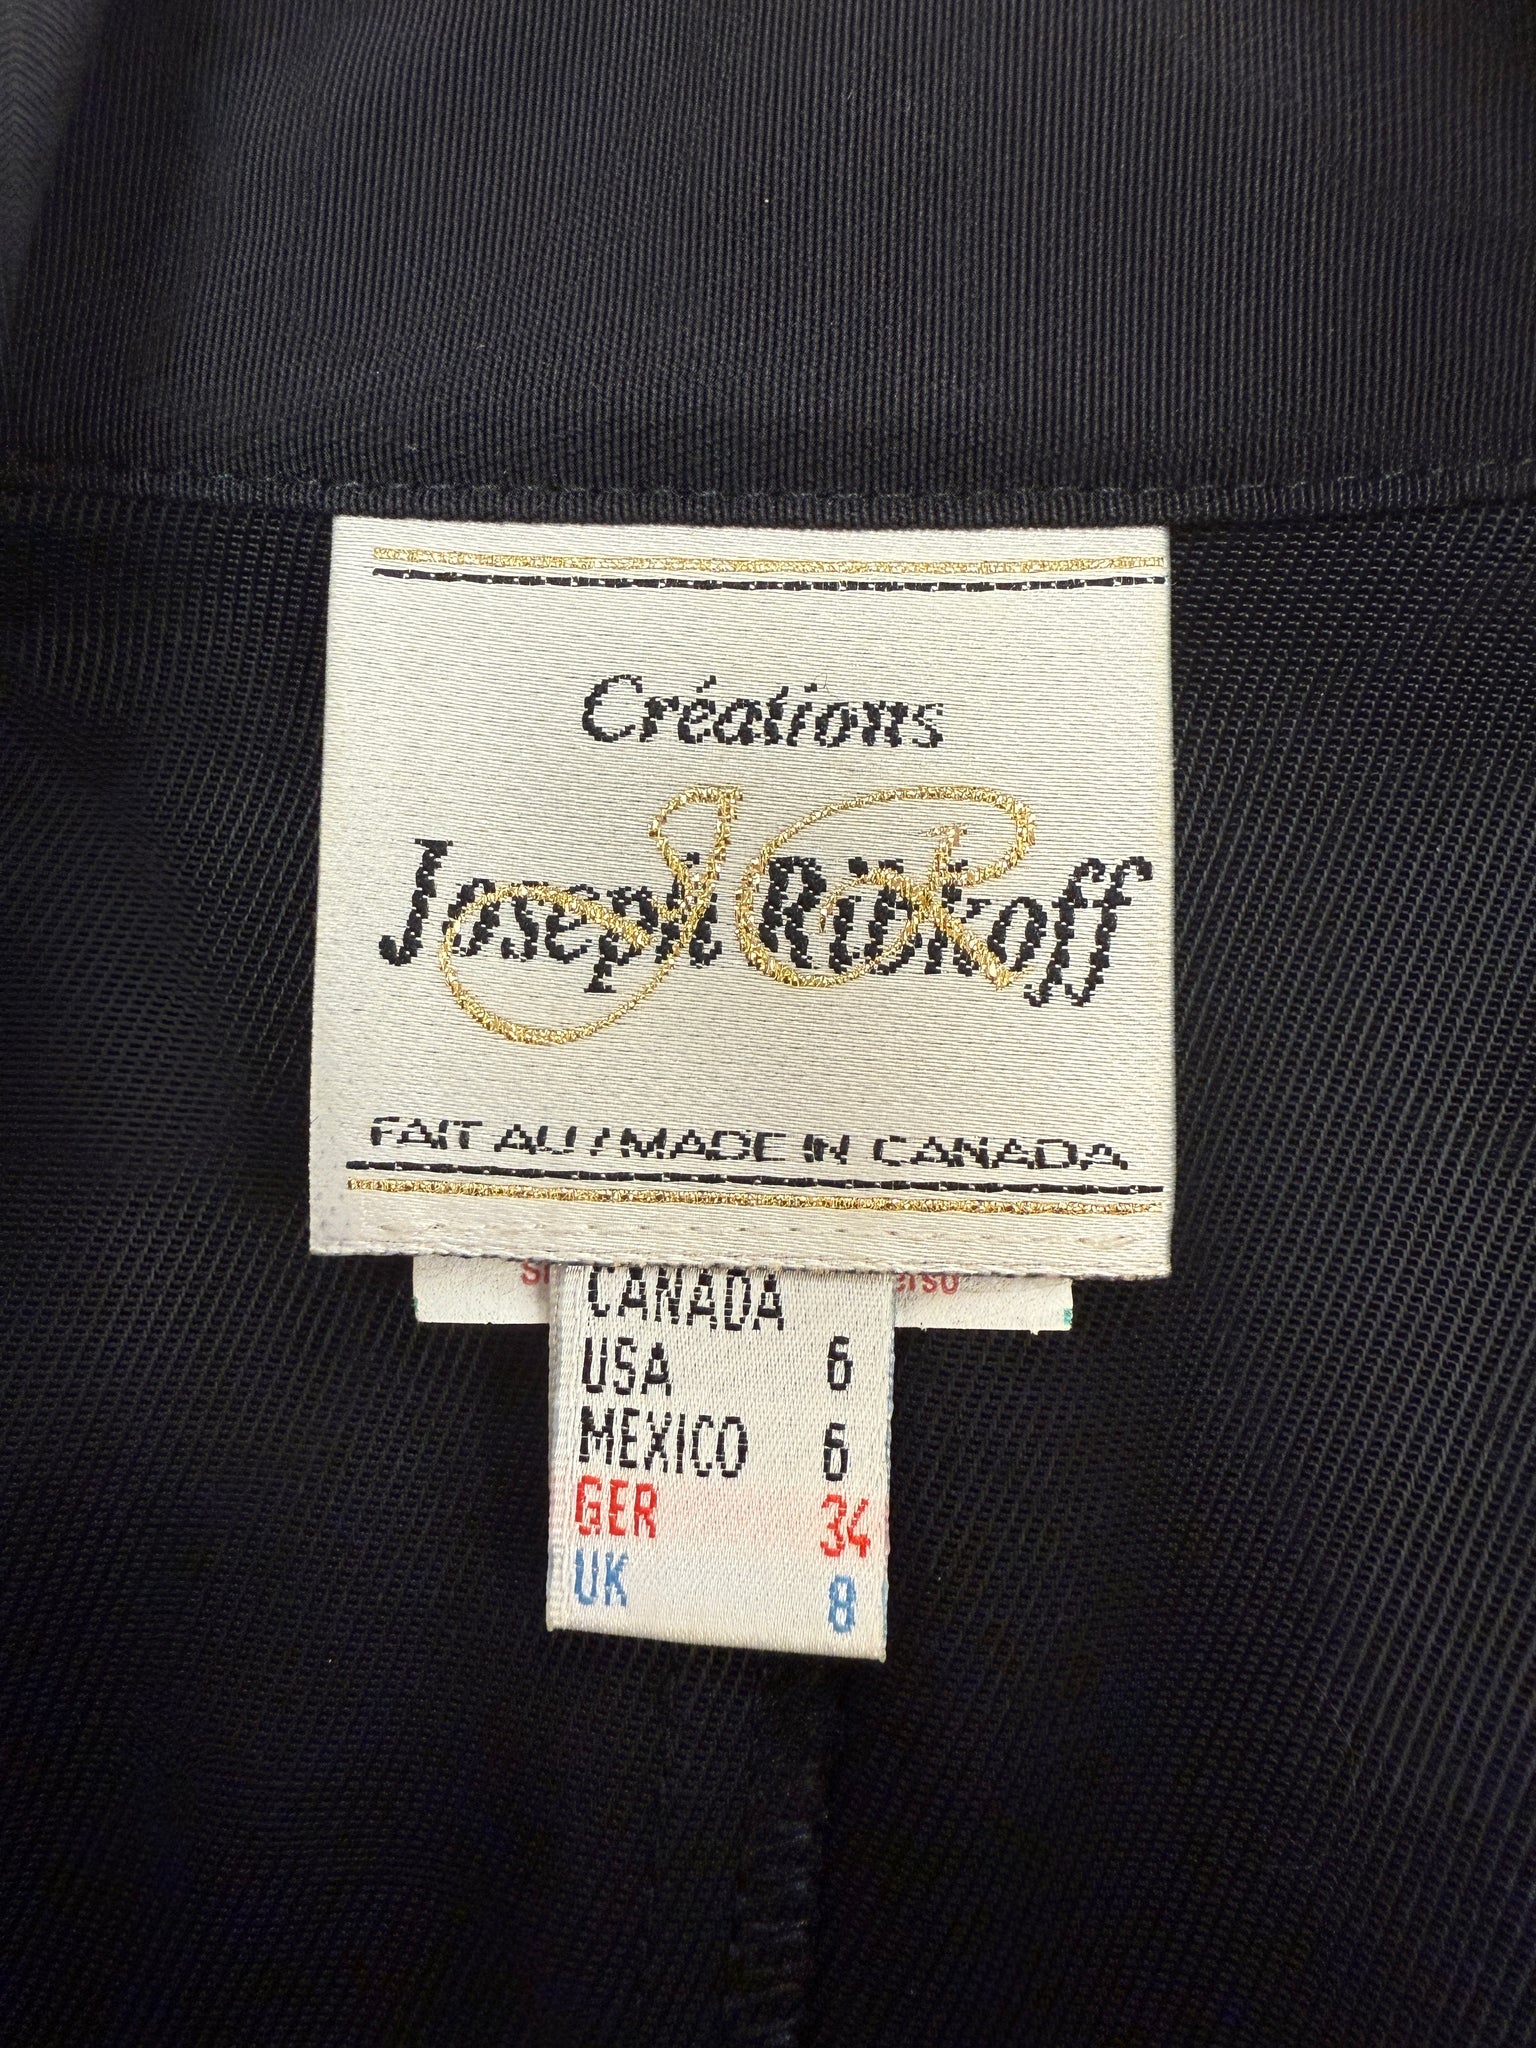 Créations
Joseph Ribkoff
FAIT AU / MADE IN CANADA
CANADA
USA 6
MEXICO 6
GER 34
UK 8